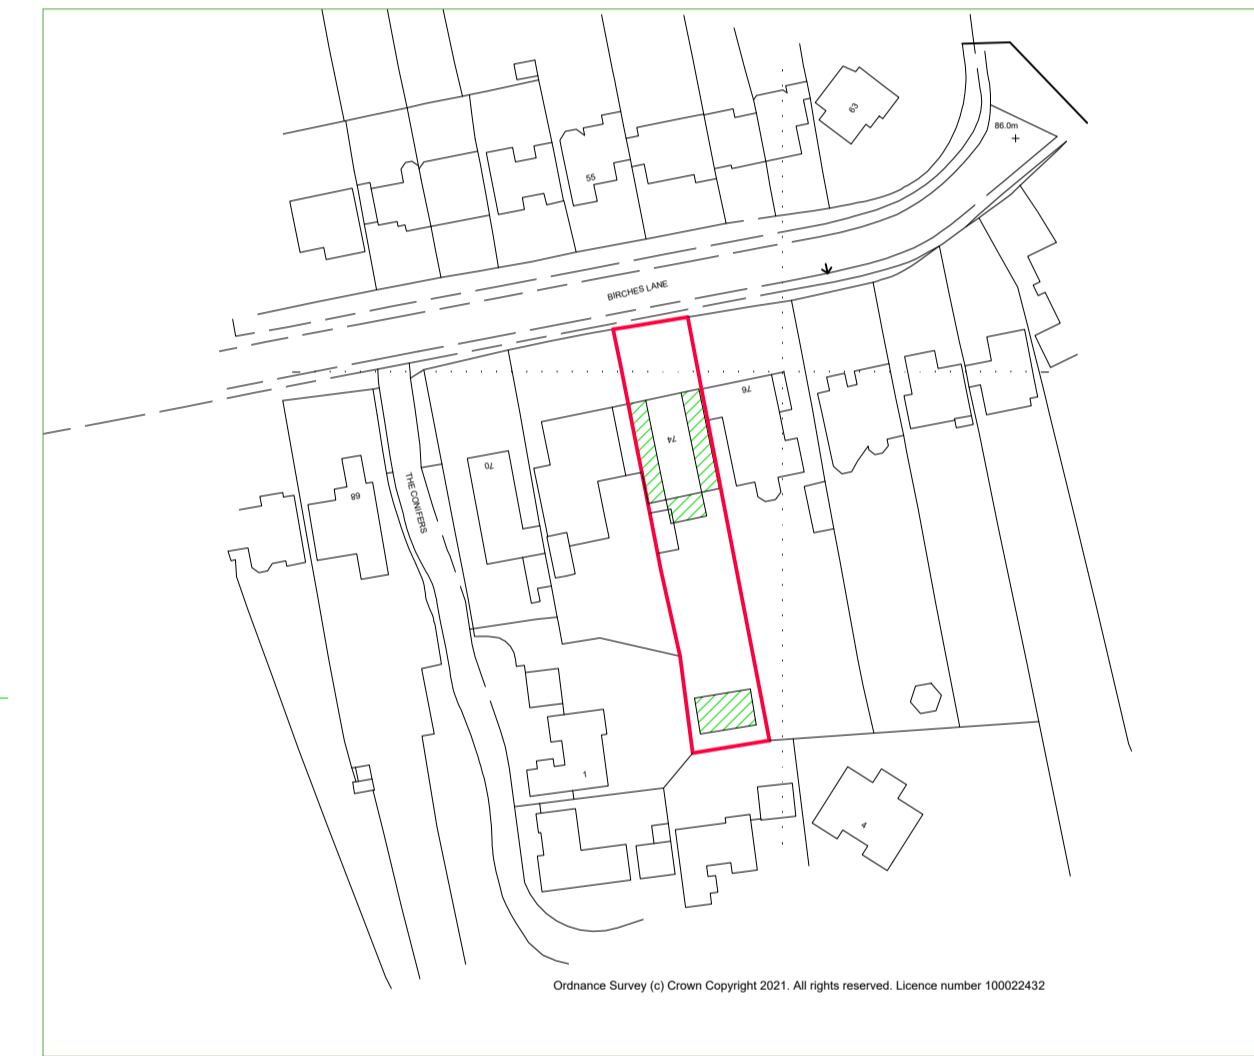 63
86.0m
55
BIRCHES LANE
76
74
70
68
THE CONIFERS
1
4
Ordnance Survey (c) Crown Copyright 2021. All rights reserved. Licence number 100022432